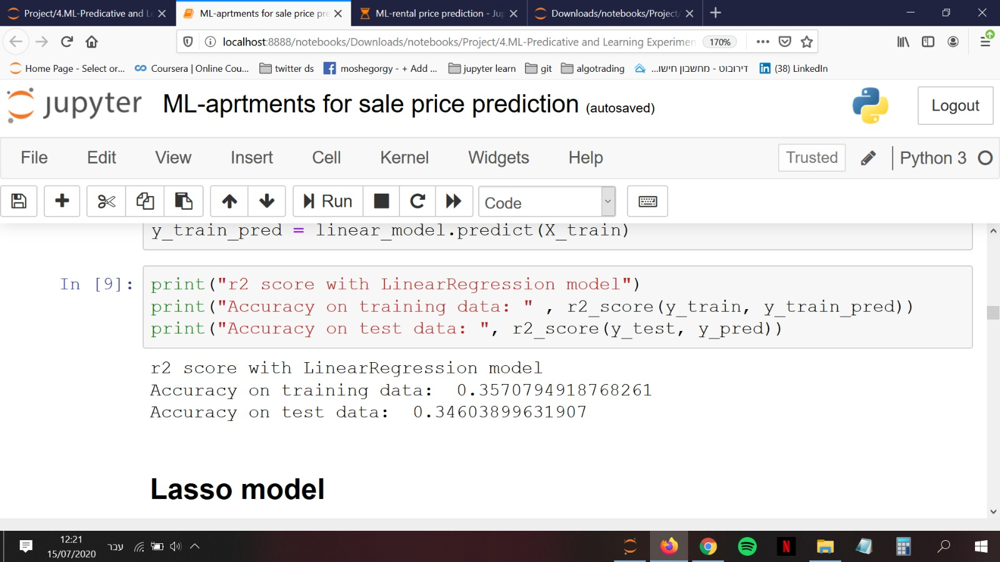 Project/4.ML-Predicative and Le
ML-aprtments for sale price pre
ML-rental price prediction - Jup
Downloads/notebooks/Project/
localhost:8888/notebooks/Downloads/notebooks/Project/4.ML-Predicative and Learning Experimen
170%
Home Page - Select or...
Coursera | Online Cou...
twitter ds
moshegorgy - + Add ...
jupyter learn
git
algotrading
דירובוט - מחשבון חישו...
(38) LinkedIn
jupyter ML-aprtments for sale price prediction (autosaved)
Logout
File Edit View Insert Cell Kernel Widgets Help
Trusted
Python 3
Run
Code
y_train_pred = linear_model.predict(X_train)
In [9]: print("r2 score with LinearRegression model")
print("Accuracy on training data: " , r2_score(y_train, y_train_pred))
print("Accuracy on test data: ", r2_score(y_test, y_pred))
r2 score with LinearRegression model
Accuracy on training data:  0.3570794918768261
Accuracy on test data:  0.34603899631907
Lasso model
12:21
15/07/2020
עבר